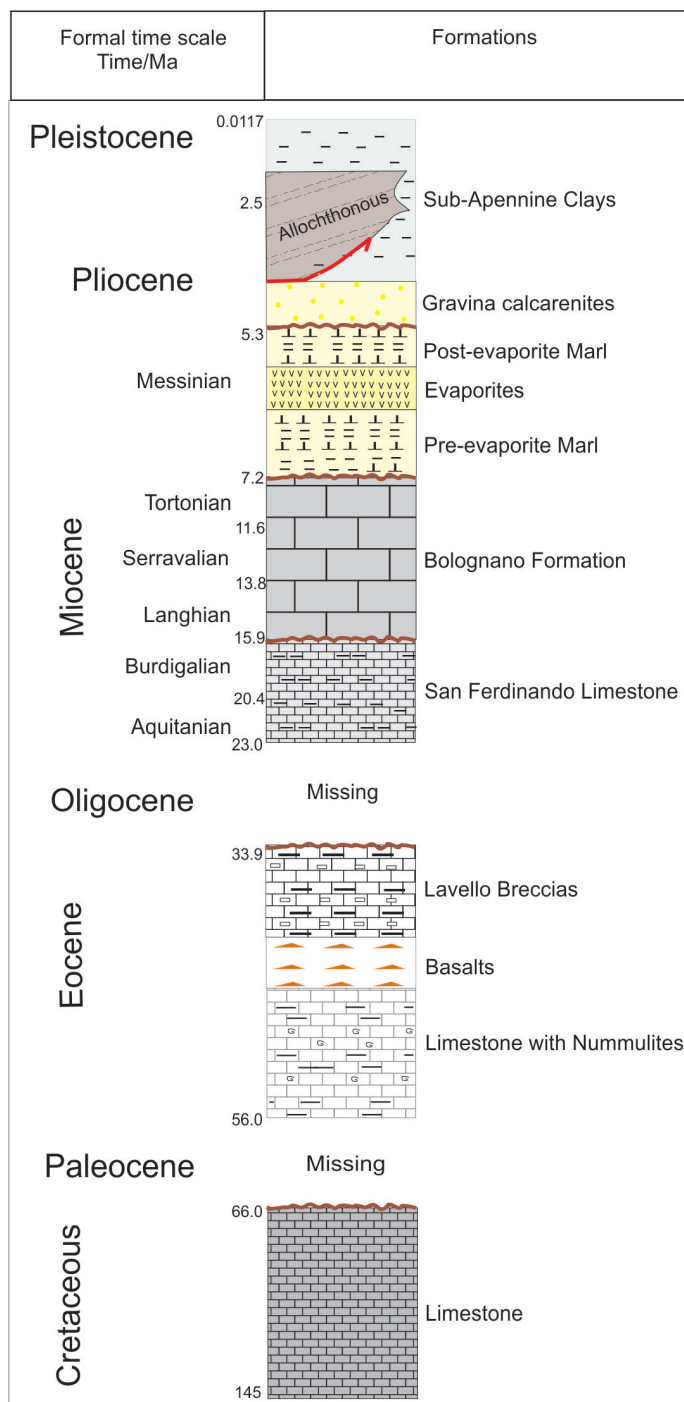 Formal time scale
Time/Ma
Formations
0.0117
Pleistocene
2.5
Allochthonous
Sub-Apennine Clays
Pliocene
Gravina calcarenites
5.3
Post-evaporite Marl
Messinian
Evaporites
Pre-evaporite Marl
7.2
Miocene
Tortonian
11.6
Serravalian
Bolognano Formation
13.8
Langhian
15.9
Burdigalian
San Ferdinando Limestone
20.4
Aquitanian
23.0
Oligocene
Missing
33.9
Eocene
Lavello Breccias
Basalts
Limestone with Nummulites
56.0
Paleocene
Missing
66.0
Cretaceous
Limestone
145